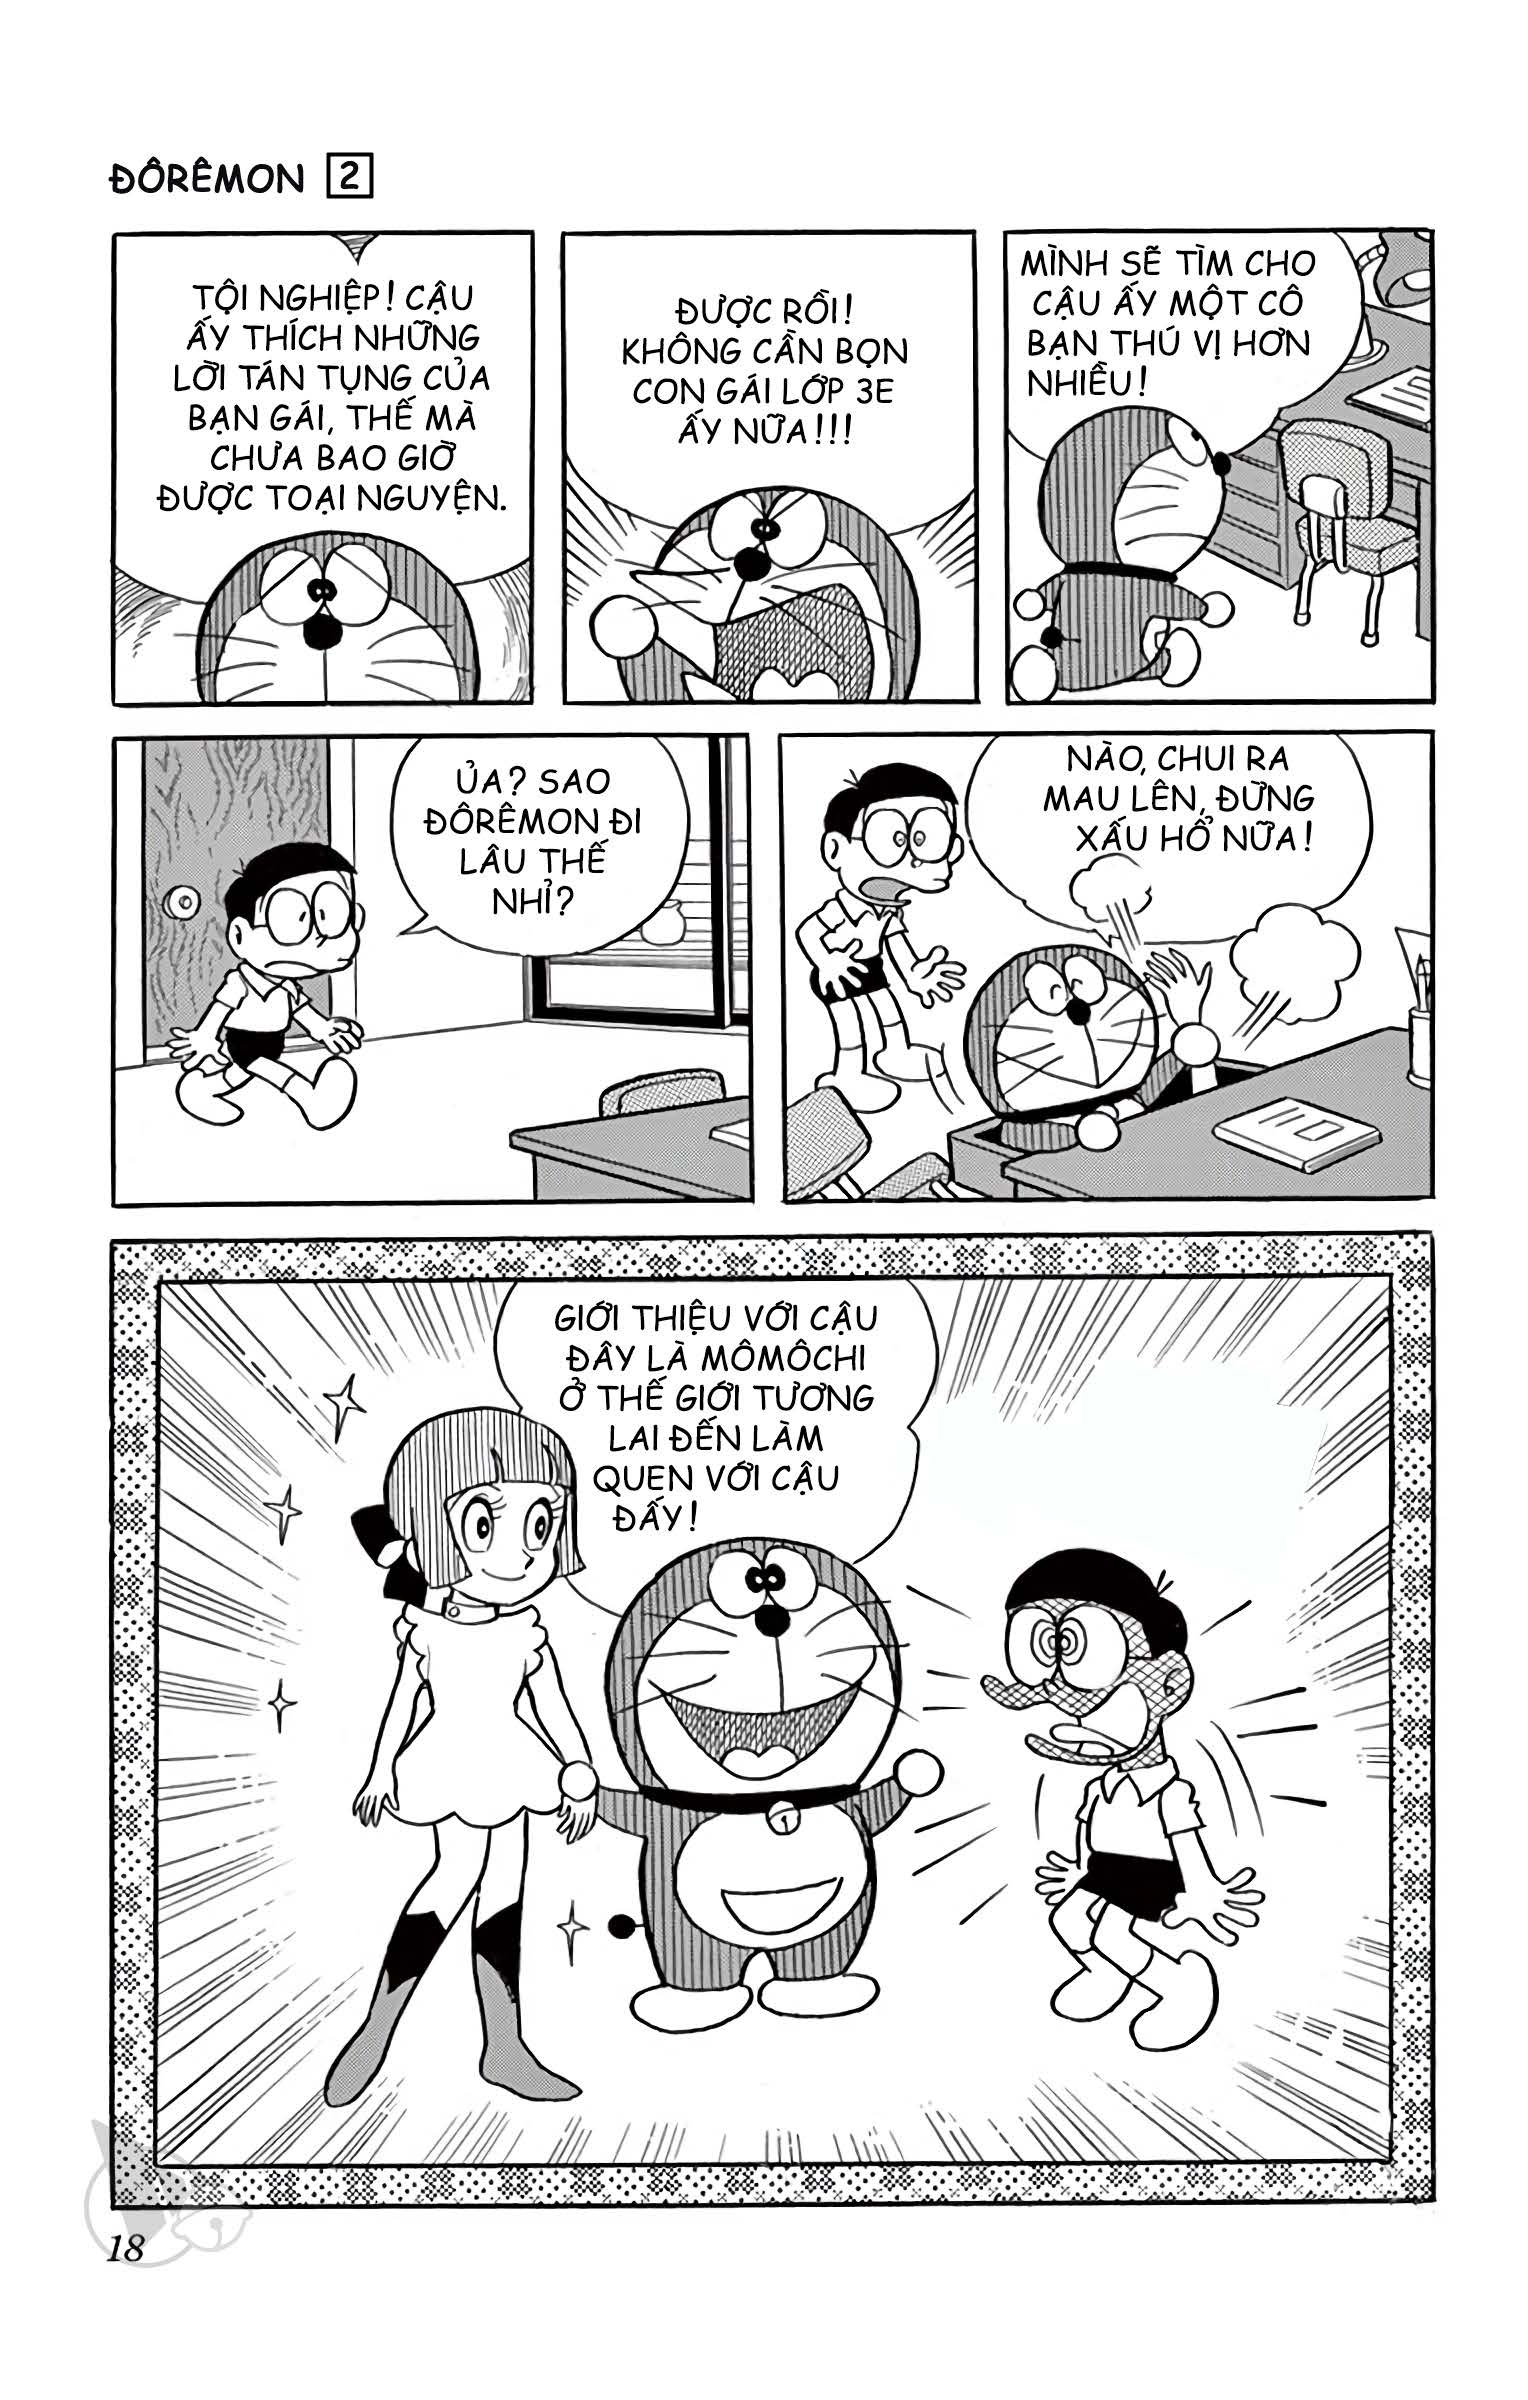 ĐÔRÊMON 2
TỘI NGHIỆP! CẬU
ẤY THÍCH NHỮNG
LỜI TÁN TỤNG CỦA
BẠN GÁI, THẾ MÀ
CHƯA BAO GIỜ
ĐƯỢC TOẠI NGUYỆN.
ĐƯỢC RỒI!
KHÔNG CẦN BỌN
CON GÁI LỚP 3E
ẤY NỮA!!!
MÌNH SẼ TÌM CHO
CẬU ẤY MỘT CÔ
BẠN THÚ VỊ HƠN
NHIỀU!
ỦA? SAO
ĐÔRÊMON ĐI
LÂU THẾ
NHỈ?
NÀO, CHUI RA
MAU LÊN, ĐỪNG
XẤU HỔ NỮA!
GIỚI THIỆU VỚI CẬU
ĐÂY LÀ MÔMÔCHI
Ở THẾ GIỚI TƯƠNG
LAI ĐẾN LÀM
QUEN VỚI CẬU
ĐẤY!
18